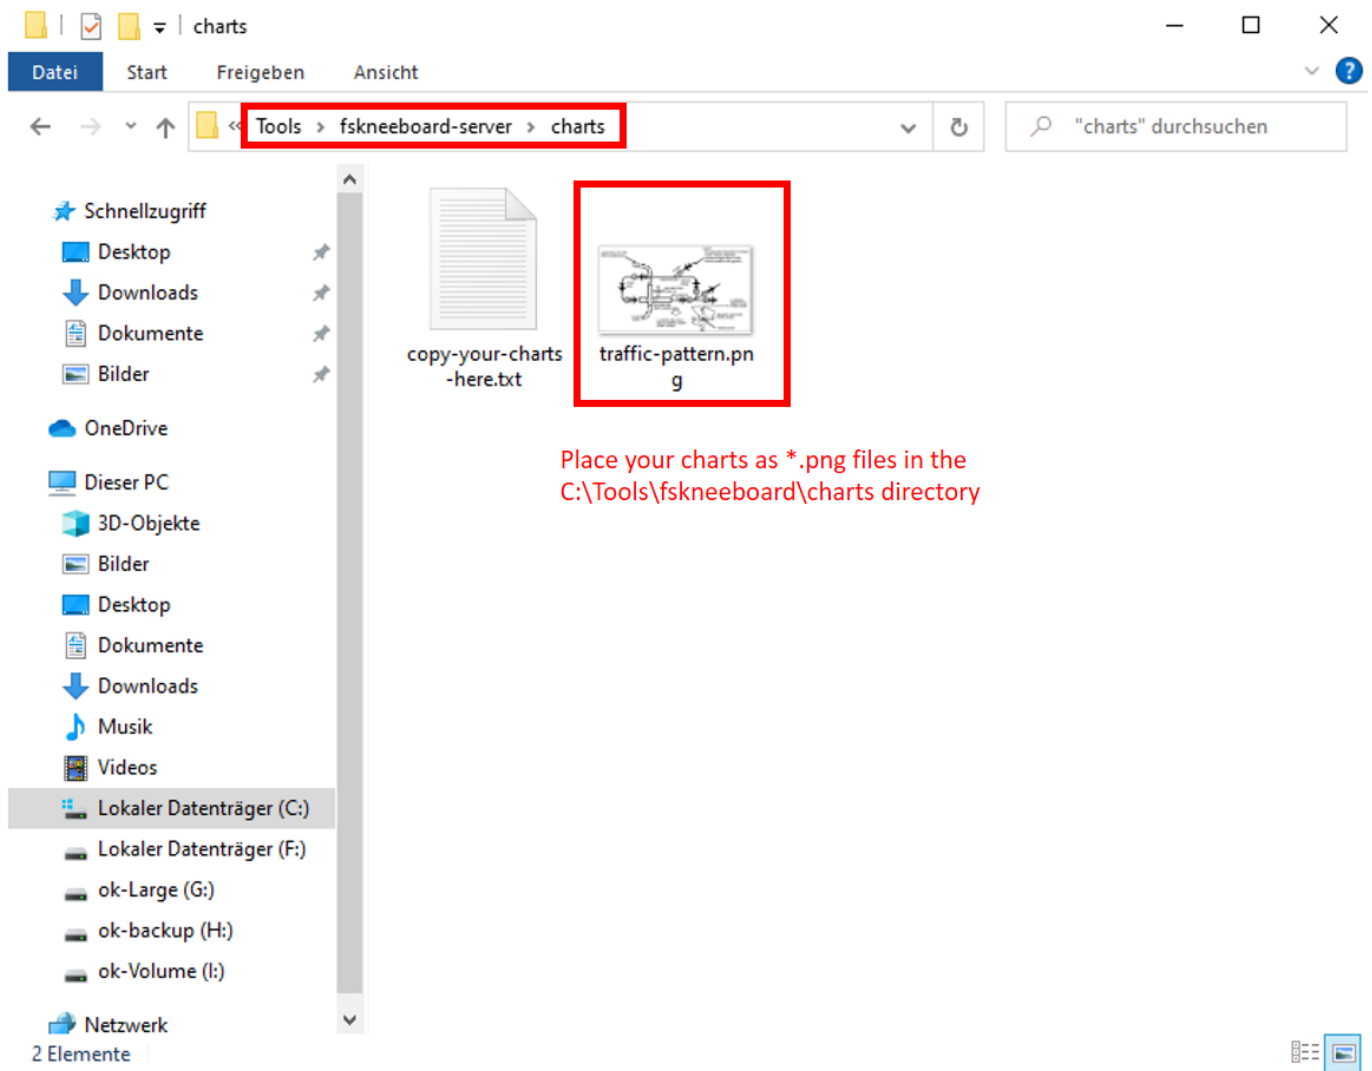 charts
Datei Start Freigeben Ansicht
Tools > fskneeboard-server > charts
"charts" durchsuchen
Schnellzugriff
Desktop
Downloads
Dokumente
Bilder
OneDrive
Dieser PC
3D-Objekte
Bilder
Desktop
Dokumente
Downloads
Musik
Videos
Lokaler Datenträger (C:)
Lokaler Datenträger (F:)
ok-Large (G:)
ok-backup (H:)
ok-Volume (I:)
Netzwerk
copy-your-charts
-here.txt
traffic-pattern.pn
g
Place your charts as *.png files in the
C:\Tools\fskneeboard\charts directory
2 Elemente